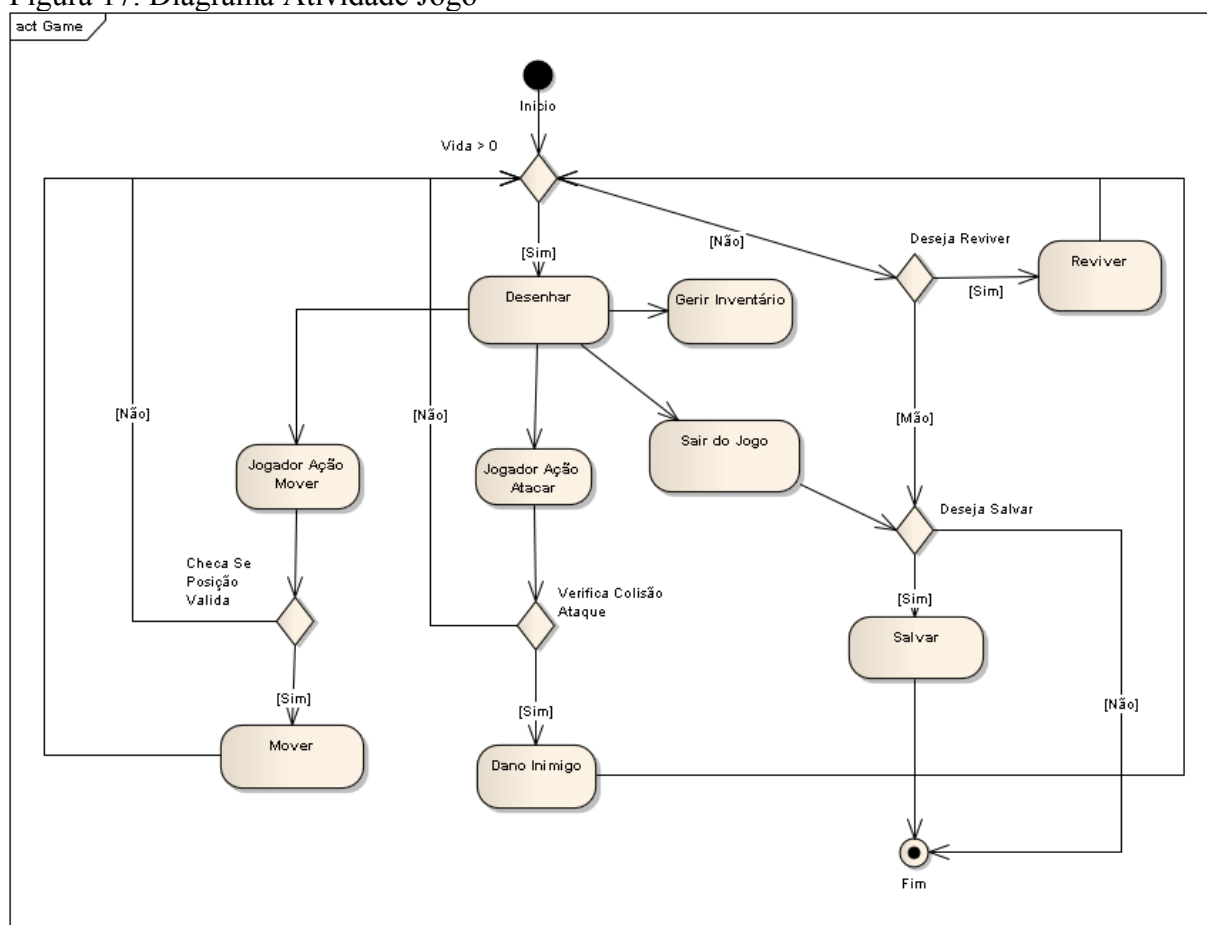 Figura 17: Diagrama Atividade Jogo
act Game
Inicio
Vida > 0
[Sim]
[Não]
Deseja Reviver
[Sim]
Reviver
Desenhar
Gerir Inventário
[Não]
[Não]
[Mão]
Jogador Ação
Mover
Jogador Ação
Atacar
Sair do Jogo
Deseja Salvar
Checa Se
Posição
Valida
Verifica Colisão
Ataque
[Sim]
Salvar
[Sim]
[Sim]
[Não]
Mover
Dano Inimigo
Fim